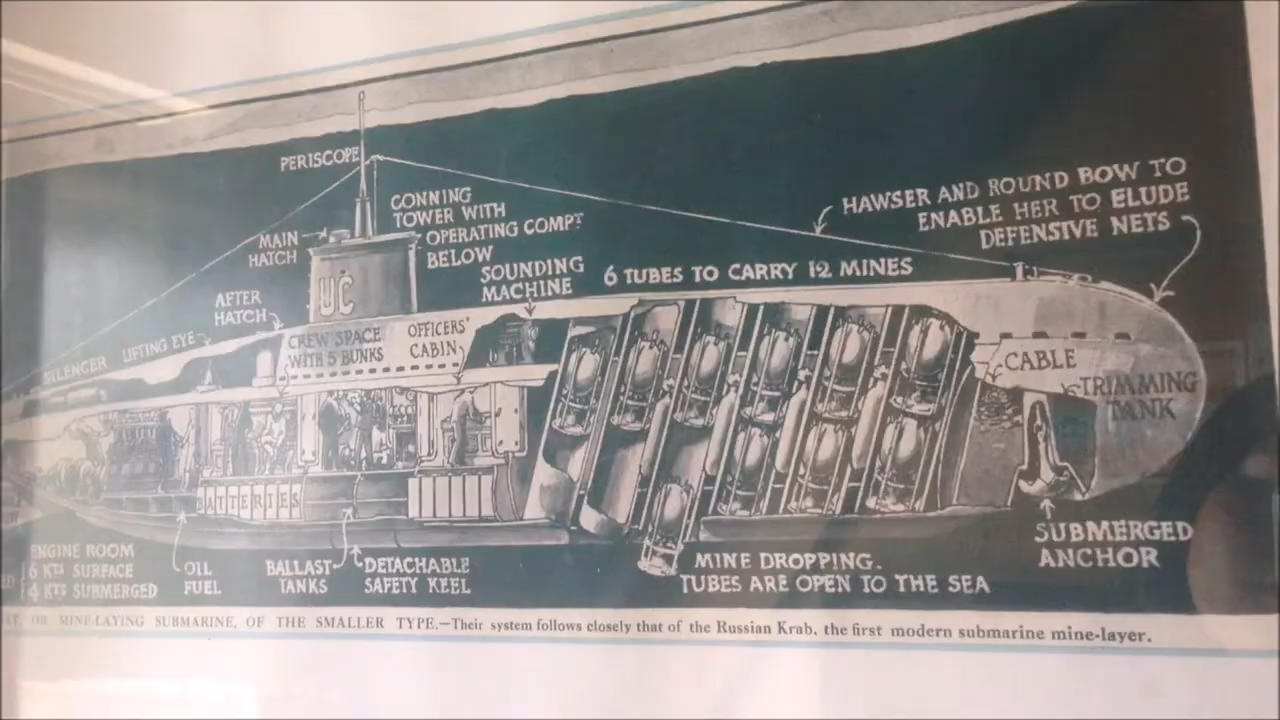 PERISCOPE
CONNING
TOWER WITH
OPERATING COMPT
BELOW
MAIN
HATCH
HAWSER AND ROUND BOW TO
ENABLE HER TO ELUDE
DEFENSIVE NETS
SOUNDING
MACHINE
6 TUBES TO CARRY 12 MINES
AFTER
HATCH
UC
SILENCER
LIFTING EYE
CREW SPACE
WITH 5 BUNKS
OFFICERS'
CABIN
CABLE
TRIMMING
TANK
BATTERIES
ENGINE ROOM
6 KTS SURFACE
4 KTS SUBMERGED
OIL
FUEL
BALLAST
TANKS
DETACHABLE
SAFETY KEEL
MINE DROPPING.
TUBES ARE OPEN TO THE SEA
SUBMERGED
ANCHOR
OR MINE-LAYING SUBMARINE, OF THE SMALLER TYPE.—Their system follows closely that of the Russian Krab, the first modern submarine mine-layer.